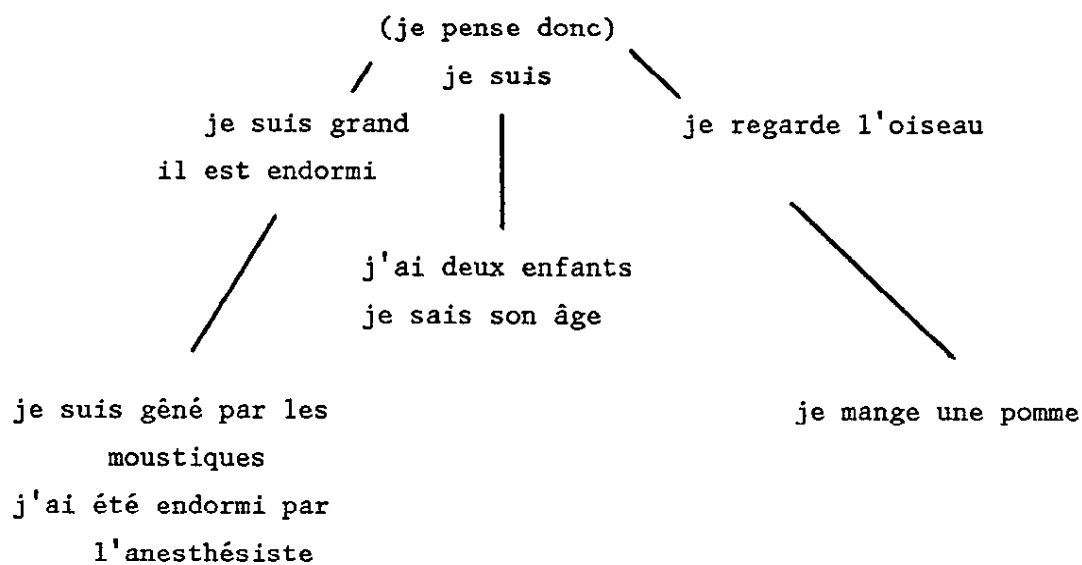 (je pense donc)
je suis
je suis grand
il est endormi
je regarde l'oiseau
j'ai deux enfants
je sais son âge
je suis gêné par les
moustiques
j'ai été endormi par
l'anesthésiste
je mange une pomme